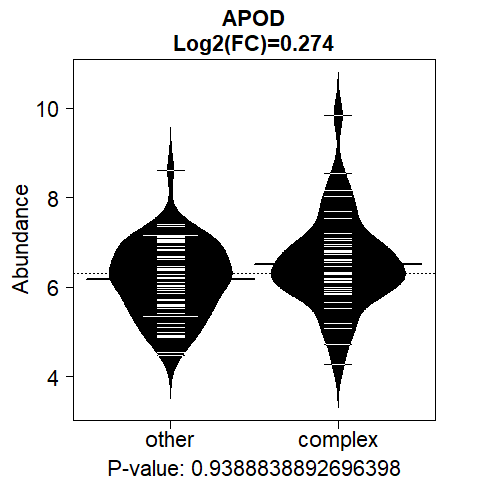 APOD
Log2(FC)=0.274
Abundance
10
8
6
4
other
complex
P-value: 0.9388838892696398